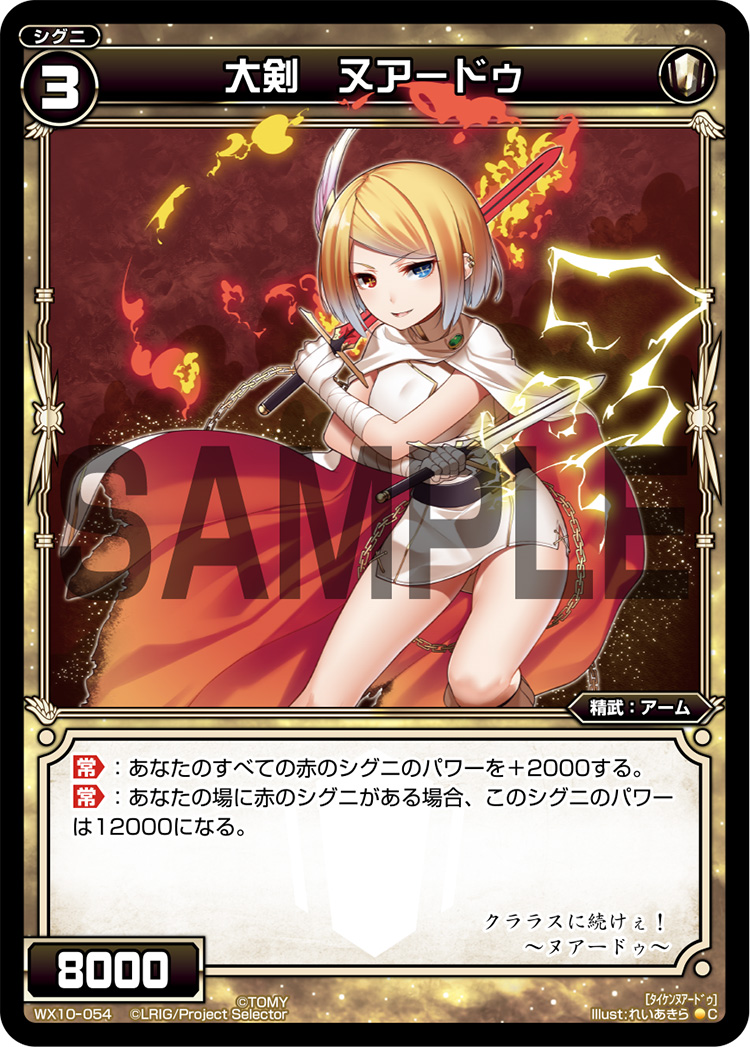 シグニ
3
大剣　ヌアードゥ
SAMPLE
精武：アーム
常：あなたのすべての赤のシグニのパワーを＋2000する。
常：あなたの場に赤のシグニがある場合、このシグニのパワー
は12000になる。
クララスに続けぇ！
～ヌアードゥ～
8000
©TOMY
[ﾀｲｹﾝﾇｱｰﾄﾞｩ]
WX10-054 ©LRIG/Project Selector
Illust:れいあきら C